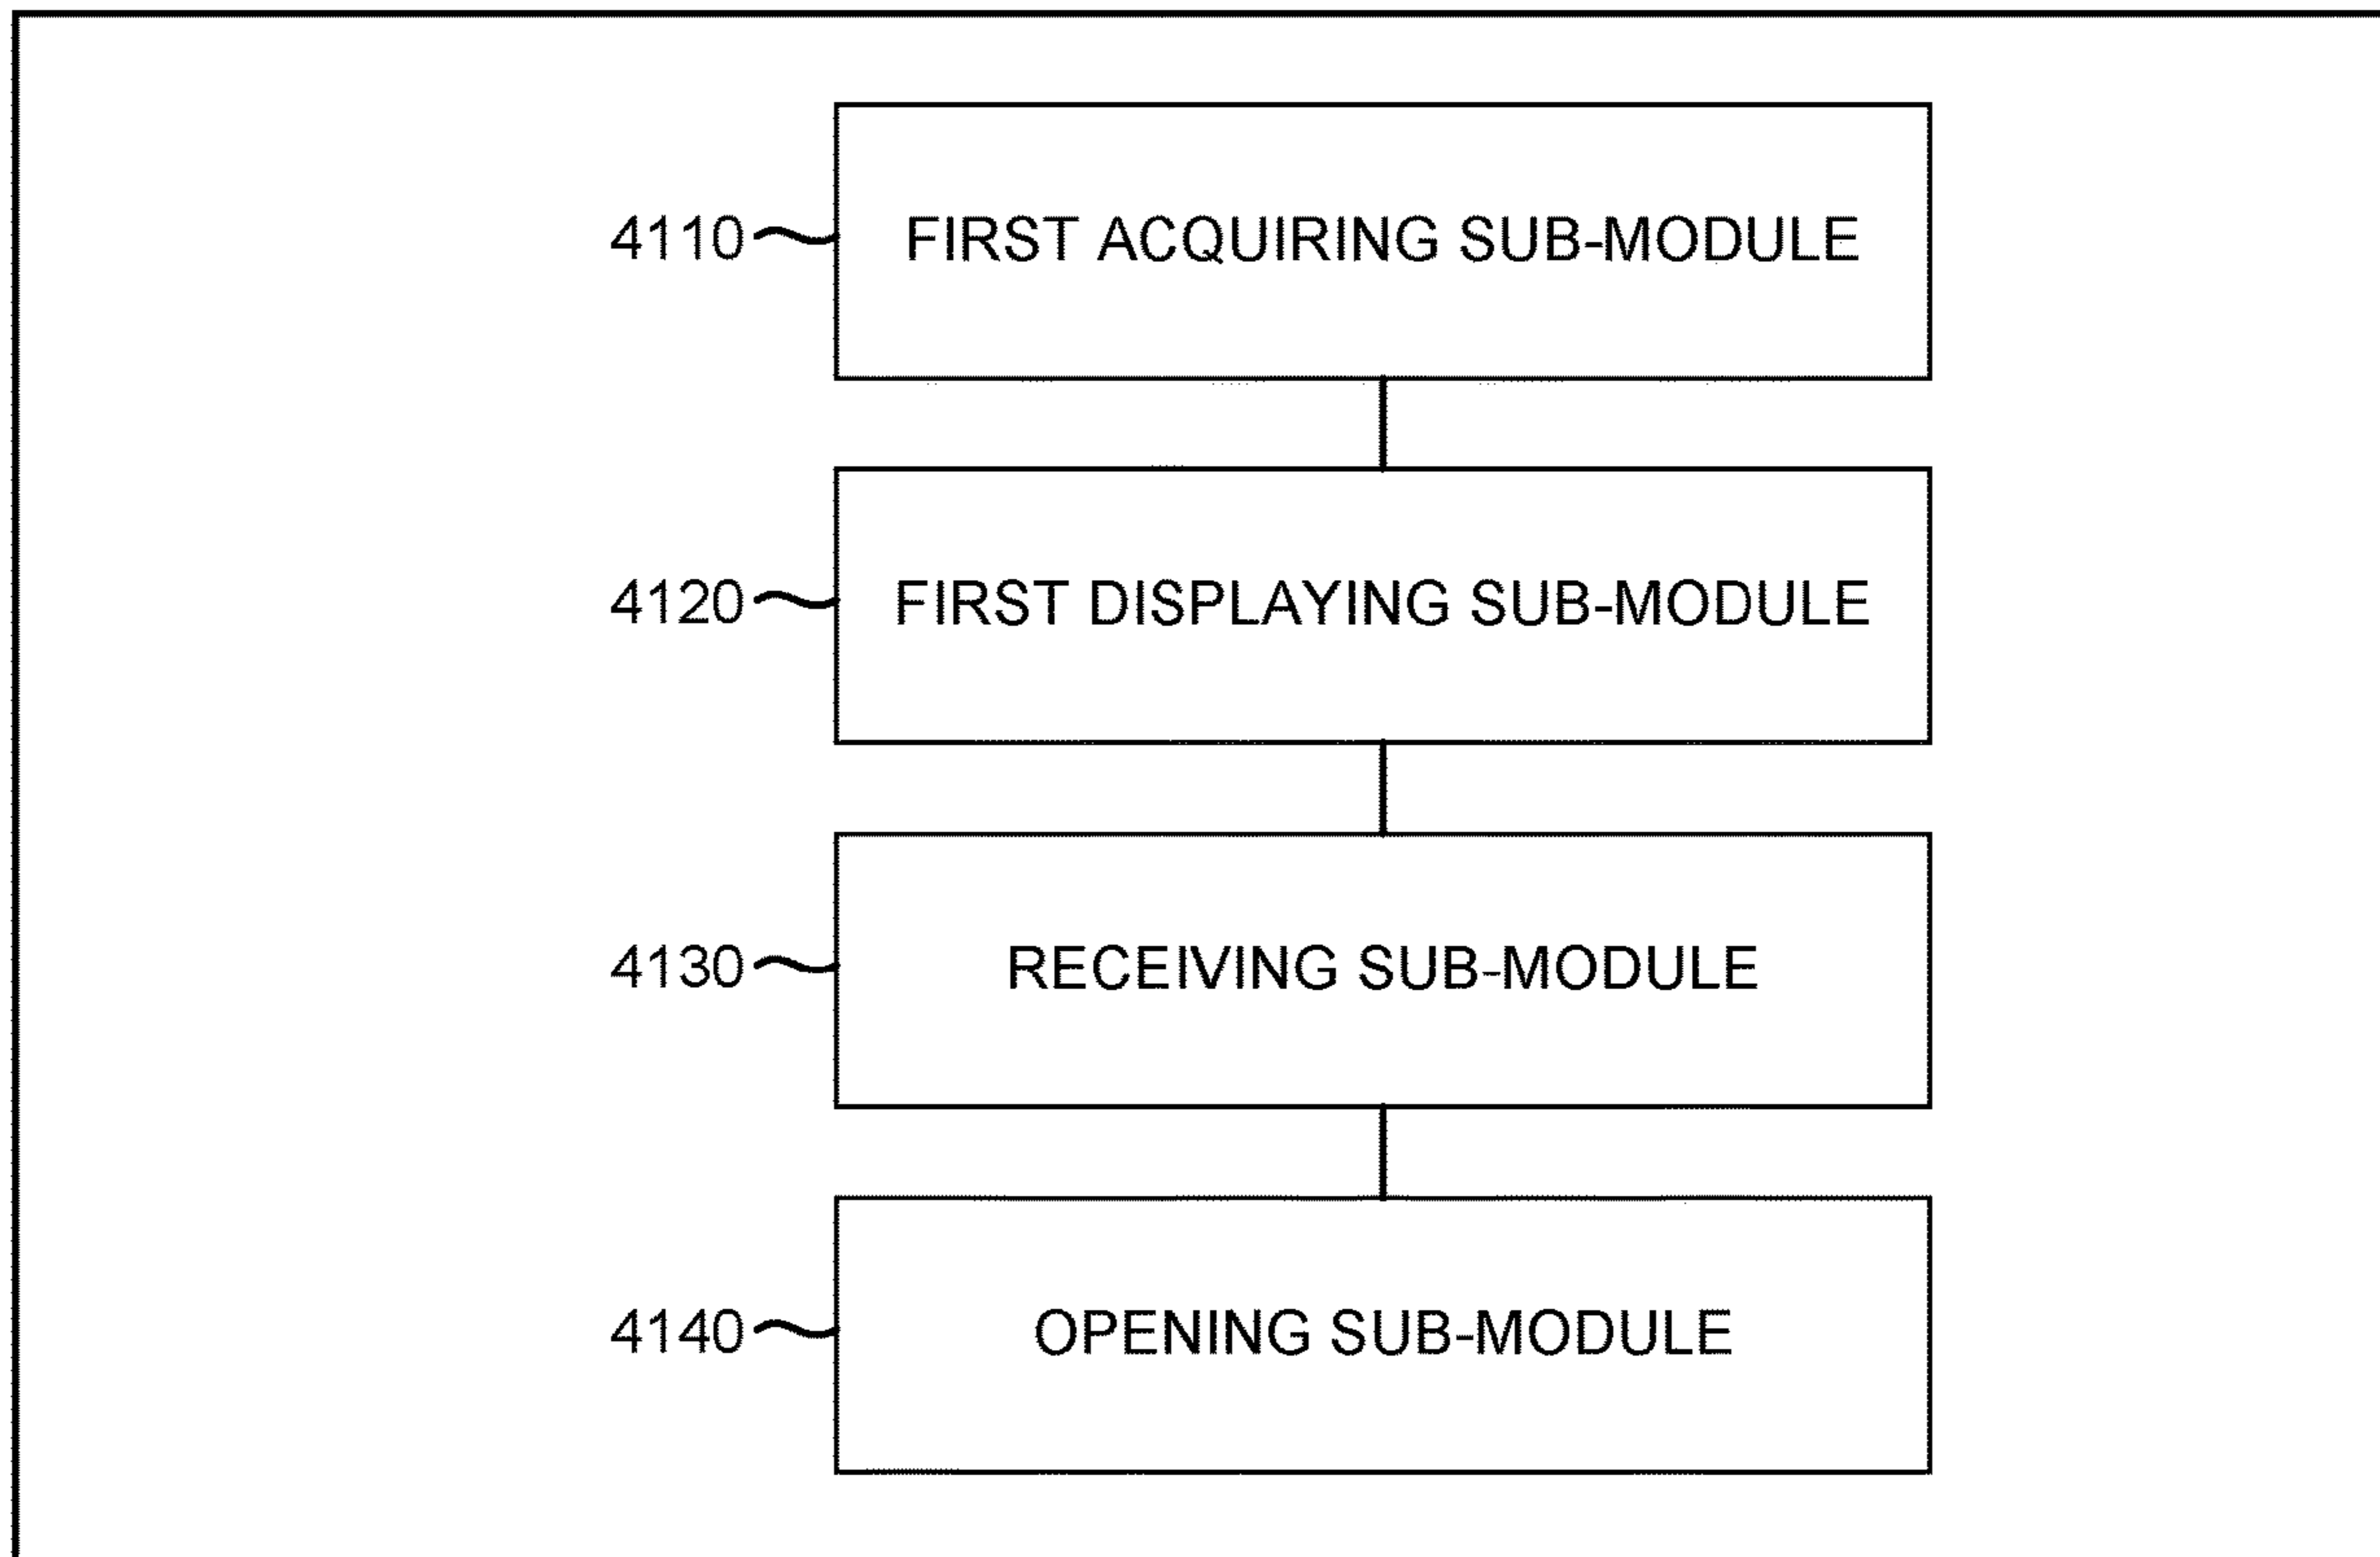 4110 FIRST ACQUIRING SUB-MODULE
4120 FIRST DISPLAYING SUB-MODULE
4130 RECEIVING SUB-MODULE
4140 OPENING SUB-MODULE